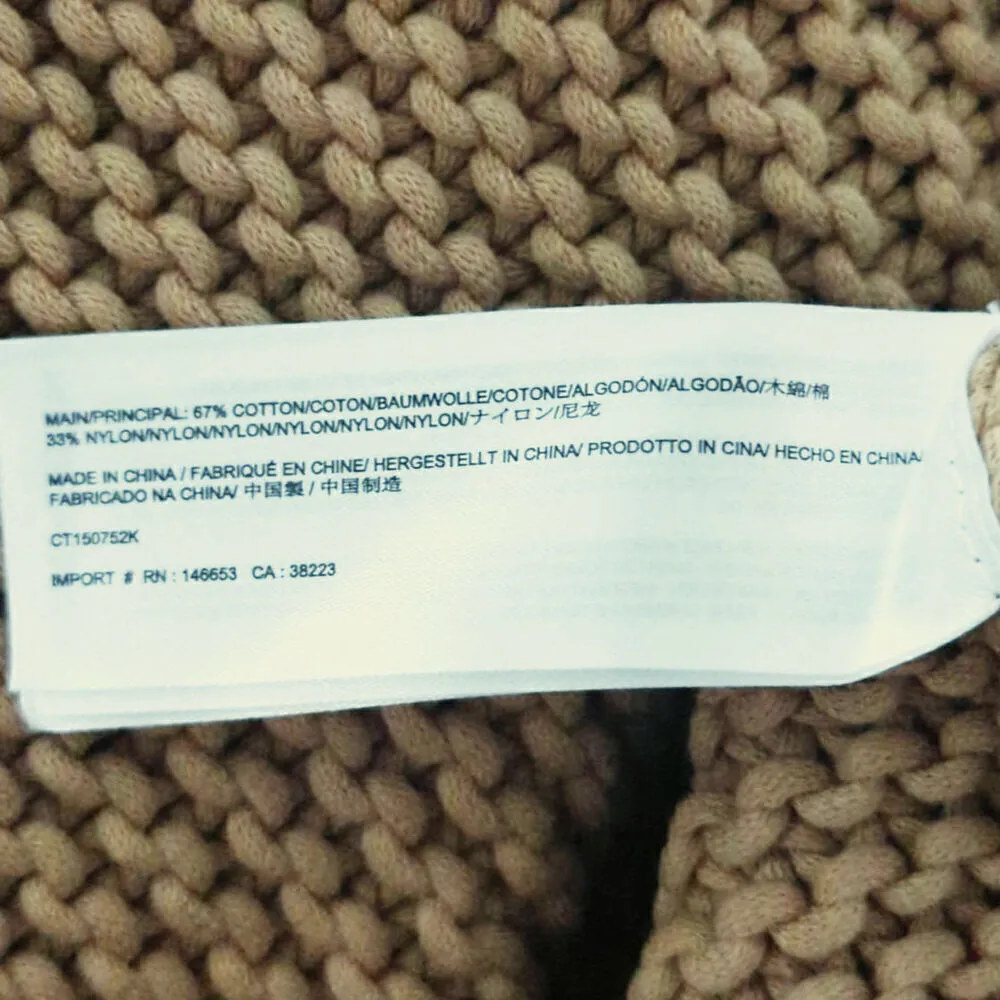 MAIN/PRINCIPAL: 67% COTTON/COTON/BAUMWOLLE/COTONE/ALGODÓN/ALGODÃO/木綿/棉
33% NYLON/NYLON/NYLON/NYLON/NYLON/NYLON/ナイロン/尼龙
MADE IN CHINA / FABRIQUÉ EN CHINE/ HERGESTELLT IN CHINA/ PRODOTTO IN CINA/ HECHO EN CHINA/
FABRICADO NA CHINA/ 中国製 / 中国制造
CT150752K
IMPORT # RN : 146653 CA : 38223